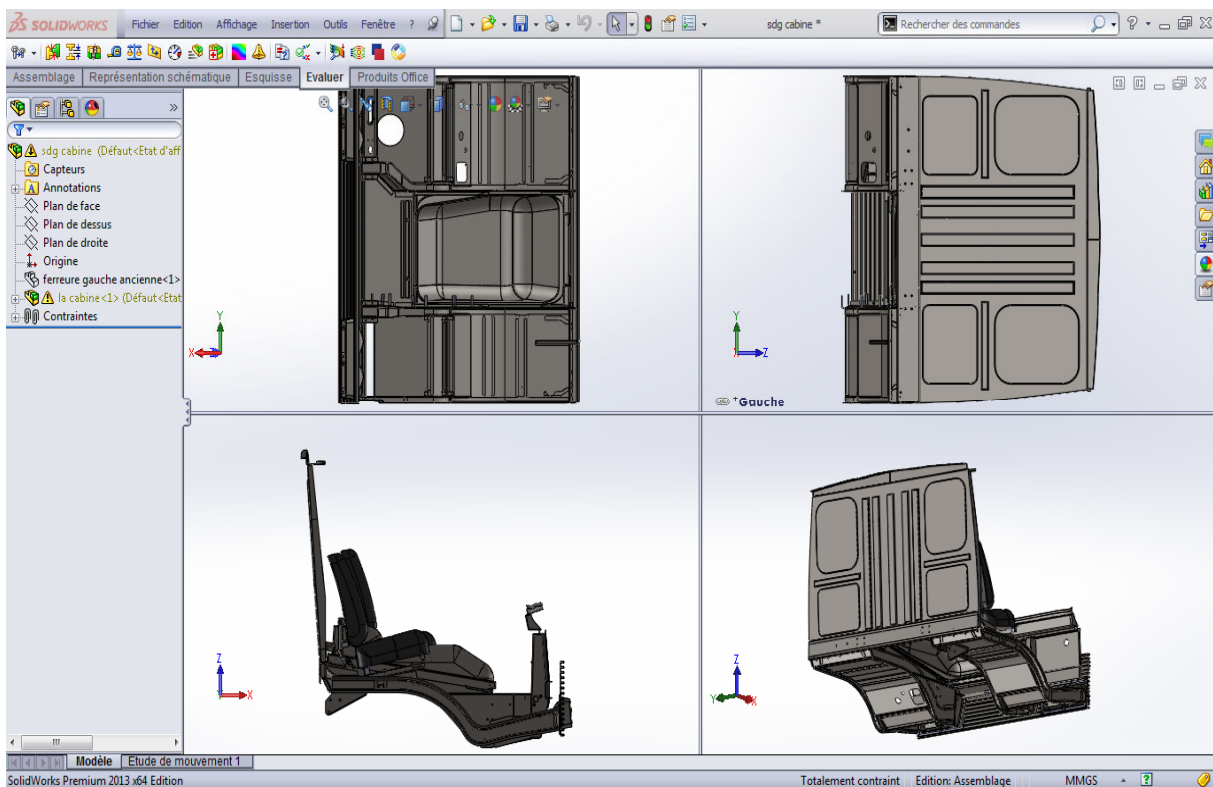 SOLIDWORKS Fichier Edition Affichage Insertion Outils Fenêtre ? sdg cabine * Rechercher des commandes
Assemblage Représentation schématique Esquisse Evaluer Produits Office
sdg cabine (Défaut<Etat d'aff
Capteurs
Annotations
Plan de face
Plan de dessus
Plan de droite
Origine
ferreure gauche ancienne<1>
la cabine<1> (Défaut<Etat
Contraintes
Y
X
Y
Z
*Gauche
Z
X
Z
Y
X
Modèle Etude de mouvement 1
SolidWorks Premium 2013 x64 Edition Totalement contraint Edition: Assemblage MMGS